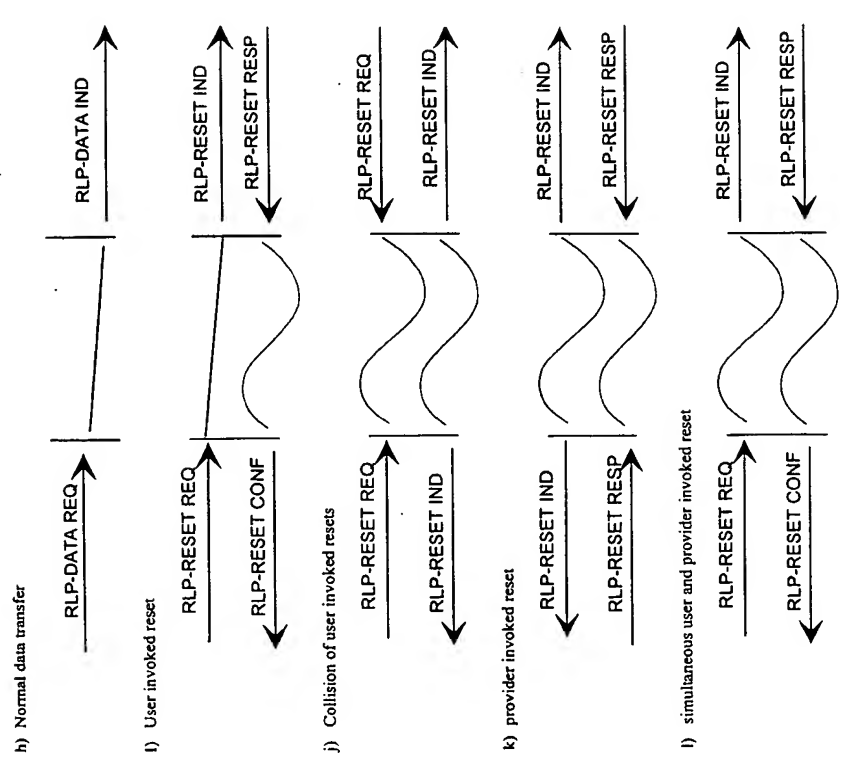 h) Normal data transfer
RLP-DATA REQ
RLP-DATA IND
i) User invoked reset
RLP-RESET REQ
RLP-RESET IND
RLP-RESET CONF
RLP-RESET RESP
j) Collision of user invoked resets
RLP-RESET REQ
RLP-RESET REQ
RLP-RESET IND
RLP-RESET IND
k) provider invoked reset
RLP-RESET IND
RLP-RESET IND
RLP-RESET RESP
RLP-RESET RESP
l) simultaneous user and provider invoked reset
RLP-RESET REQ
RLP-RESET IND
RLP-RESET CONF
RLP-RESET RESP